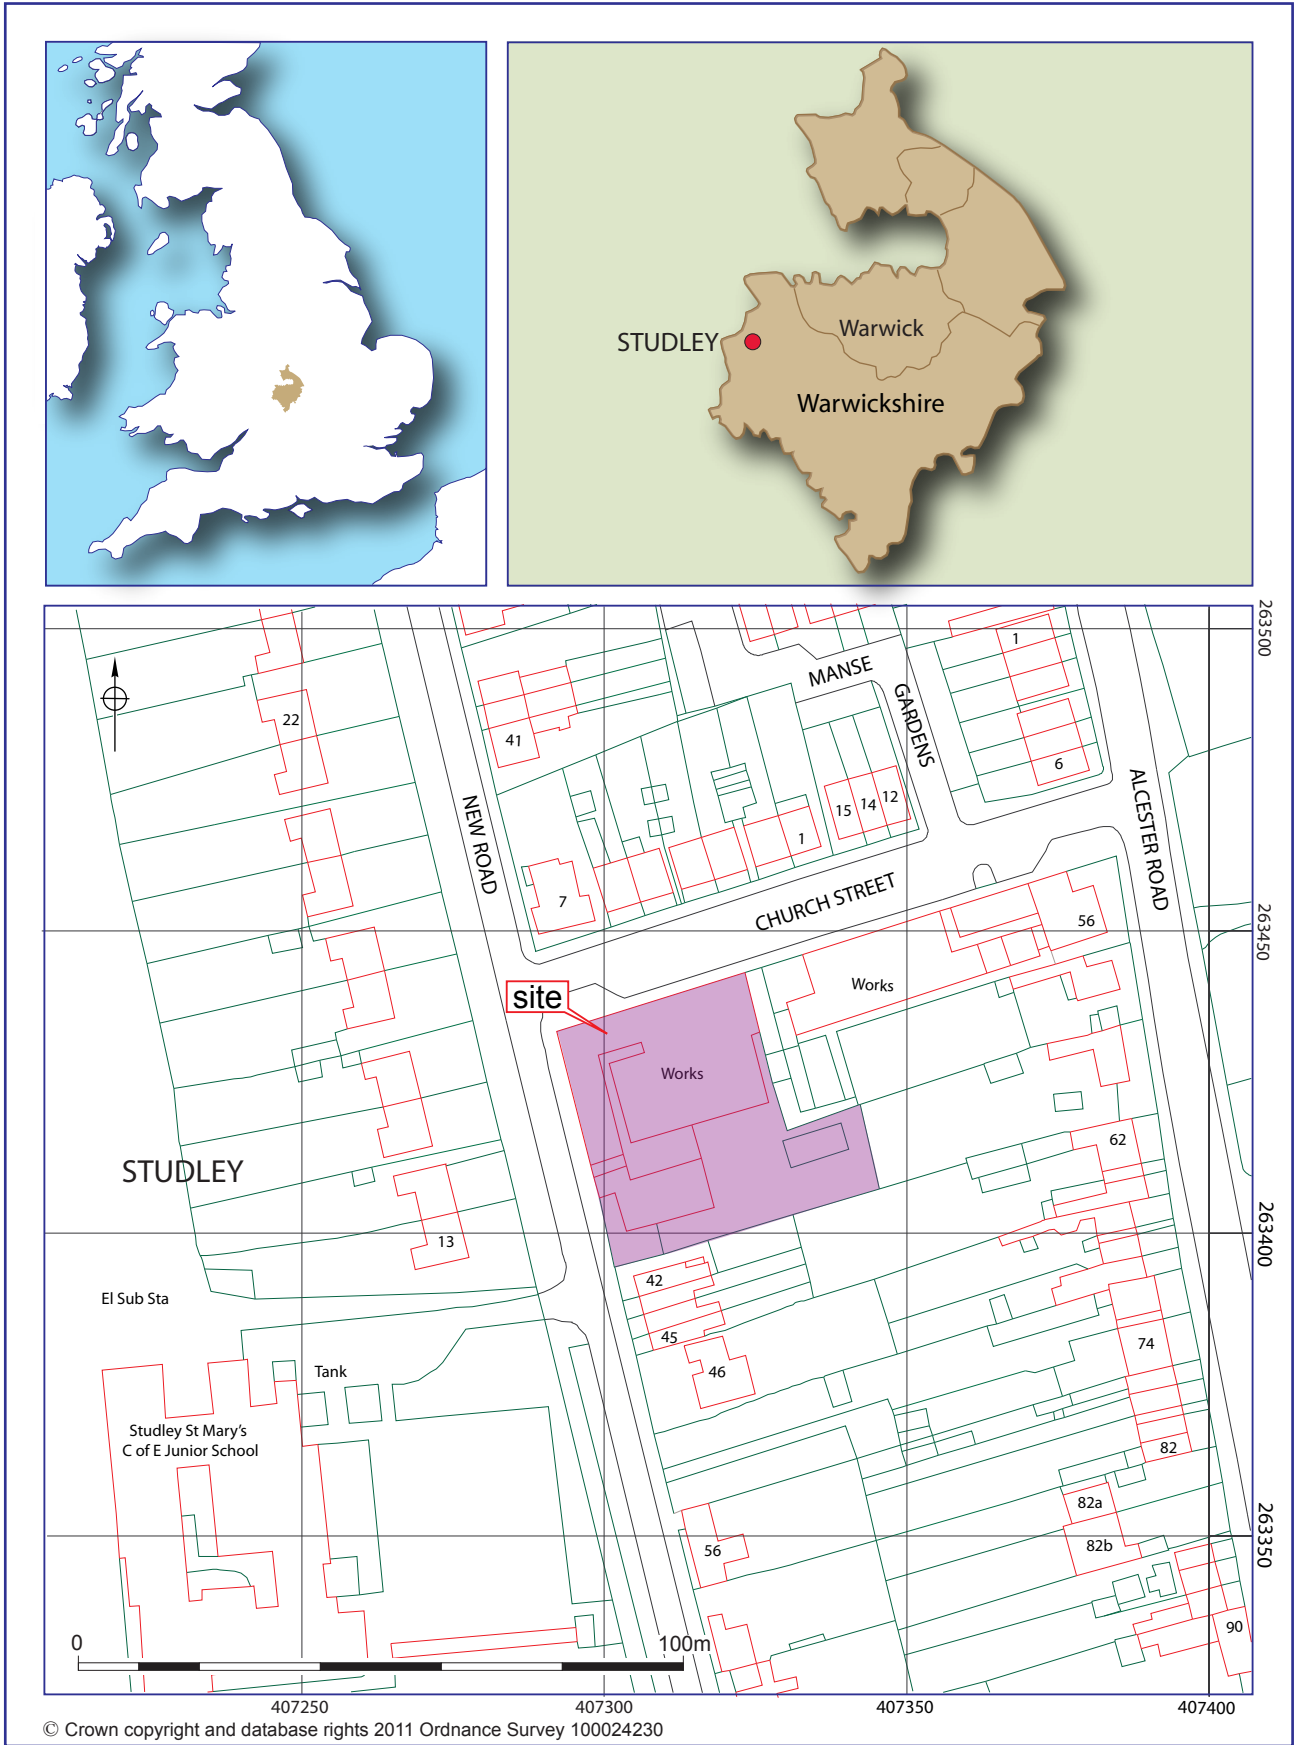 STUDLEY
Warwick
Warwickshire
263500
MANSE
GARDENS
1
22
41
6
15
14
12
1
NEW ROAD
ALCESTER ROAD
7
CHURCH STREET
56
263450
site
Works
Works
62
STUDLEY
13
263400
42
El Sub Sta
45
46
74
Tank
Studley St Mary's
C of E Junior School
82
82a
82b
56
263350
90
0
100m
407250
407300
407350
407400
© Crown copyright and database rights 2011 Ordnance Survey 100024230